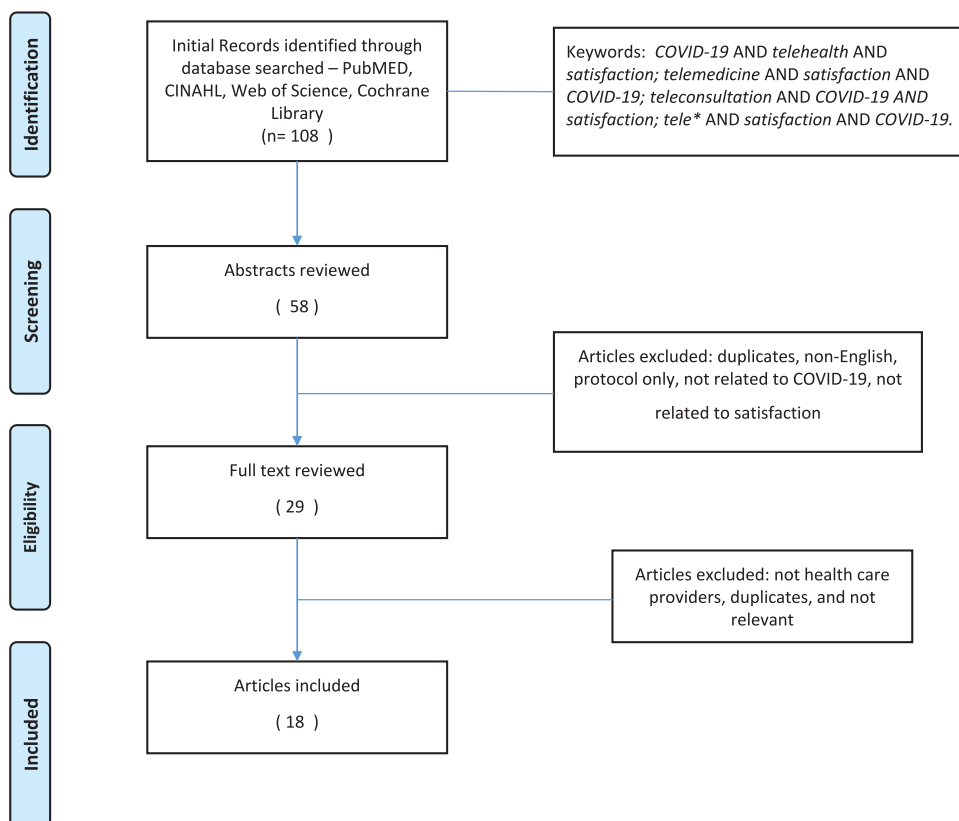 Identification
Initial Records identified through
database searched – PubMED,
CINAHL, Web of Science, Cochrane
Library
(n= 108 )
Keywords: COVID-19 AND telehealth AND
satisfaction; telemedicine AND satisfaction AND
COVID-19; teleconsultation AND COVID-19 AND
satisfaction; tele* AND satisfaction AND COVID-19.
Screening
Abstracts reviewed
( 58 )
Articles excluded: duplicates, non-English,
protocol only, not related to COVID-19, not
related to satisfaction
Eligibility
Full text reviewed
( 29 )
Articles excluded: not health care
providers, duplicates, and not
relevant
Included
Articles included
( 18 )